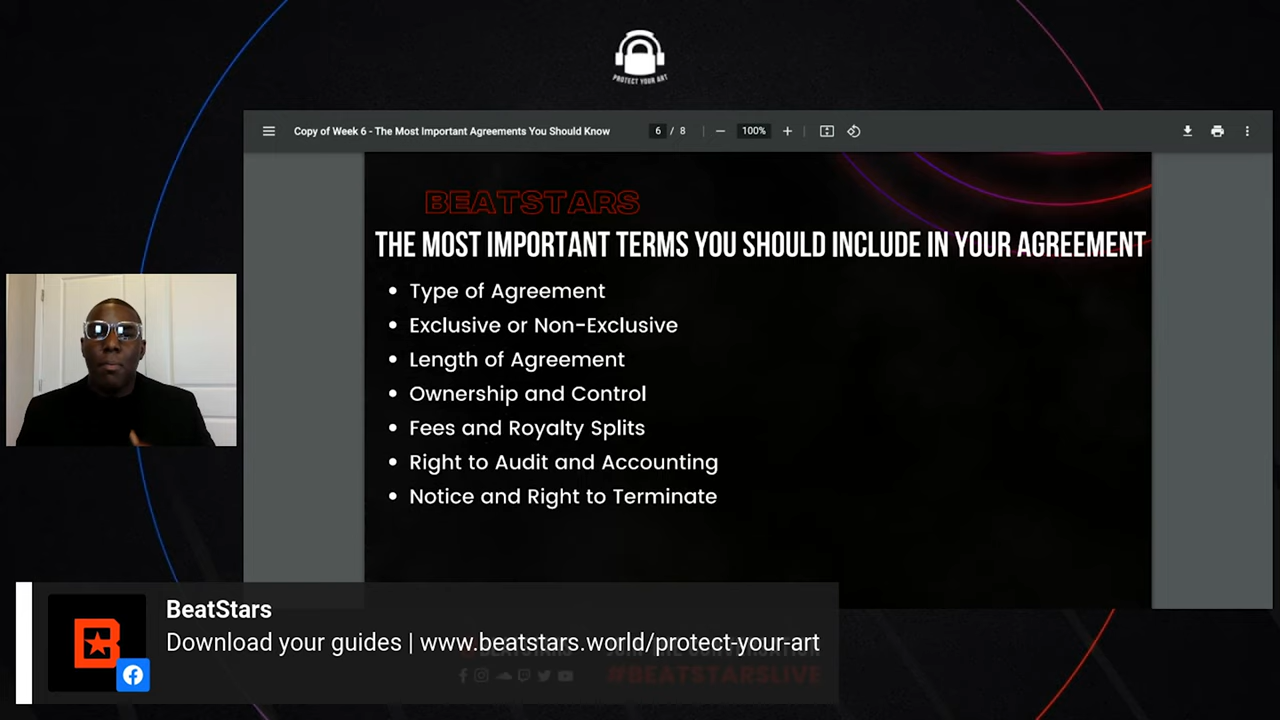 PROTECT YOUR ART
Copy of Week 6 - The Most Important Agreements You Should Know
6 / 8
100%
BEATSTARS
THE MOST IMPORTANT TERMS YOU SHOULD INCLUDE IN YOUR AGREEMENT
• Type of Agreement
• Exclusive or Non-Exclusive
• Length of Agreement
• Ownership and Control
• Fees and Royalty Splits
• Right to Audit and Accounting
• Notice and Right to Terminate
BeatStars
Download your guides | www.beatstars.world/protect-your-art
#BEATSTARSLIVE